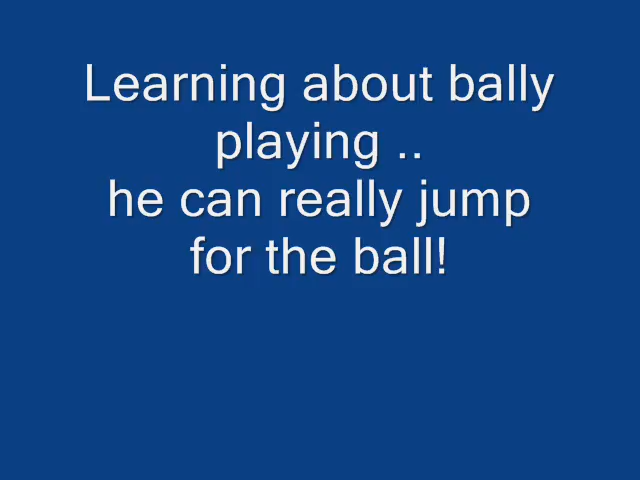 Learning about bally
playing ..
he can really jump
for the ball!